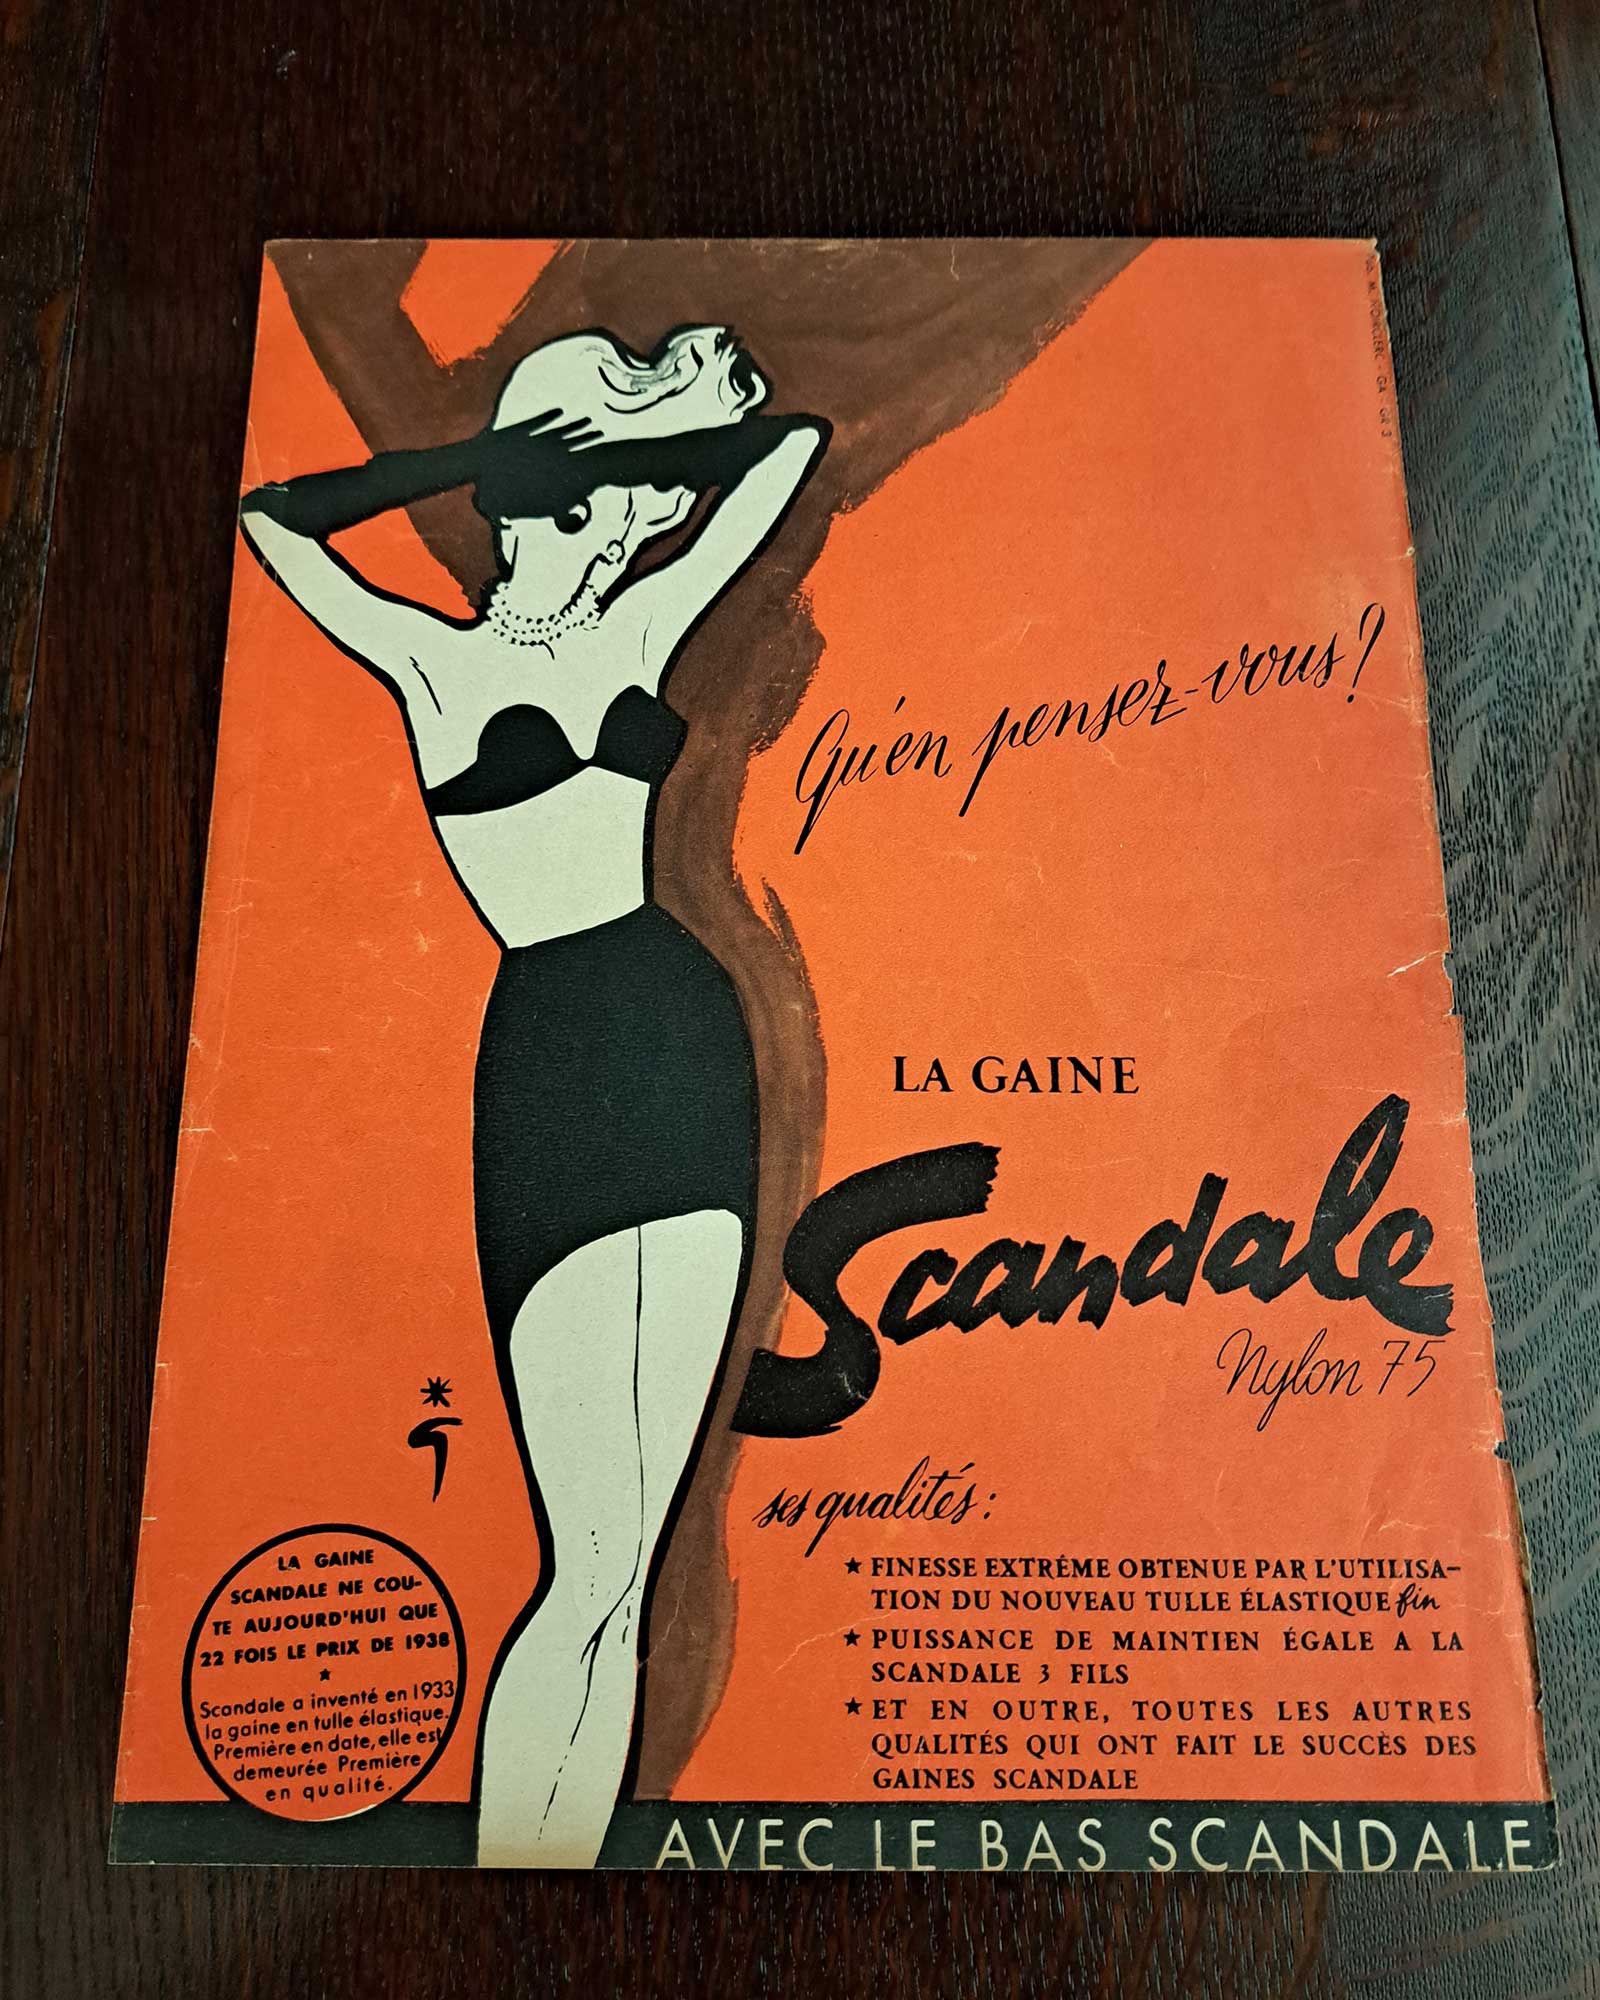 Qu'en pensez-vous?
LA GAINE
Scandale
Nylon 75
ses qualités:
★ FINESSE EXTRÊME OBTENUE PAR L'UTILISA-
TION DU NOUVEAU TULLE ÉLASTIQUE fin
★ PUISSANCE DE MAINTIEN ÉGALE A LA
SCANDALE 3 FILS
★ ET EN OUTRE, TOUTES LES AUTRES
QUALITÉS QUI ONT FAIT LE SUCCÈS DES
GAINES SCANDALE
G
LA GAINE
SCANDALE NE COU-
TE AUJOURD'HUI QUE
22 FOIS LE PRIX DE 1938
★
Scandale a inventé en 1933
la gaine en tulle élastique.
Première en date, elle est
demeurée Première
en qualité.
AVEC LE BAS SCANDALE